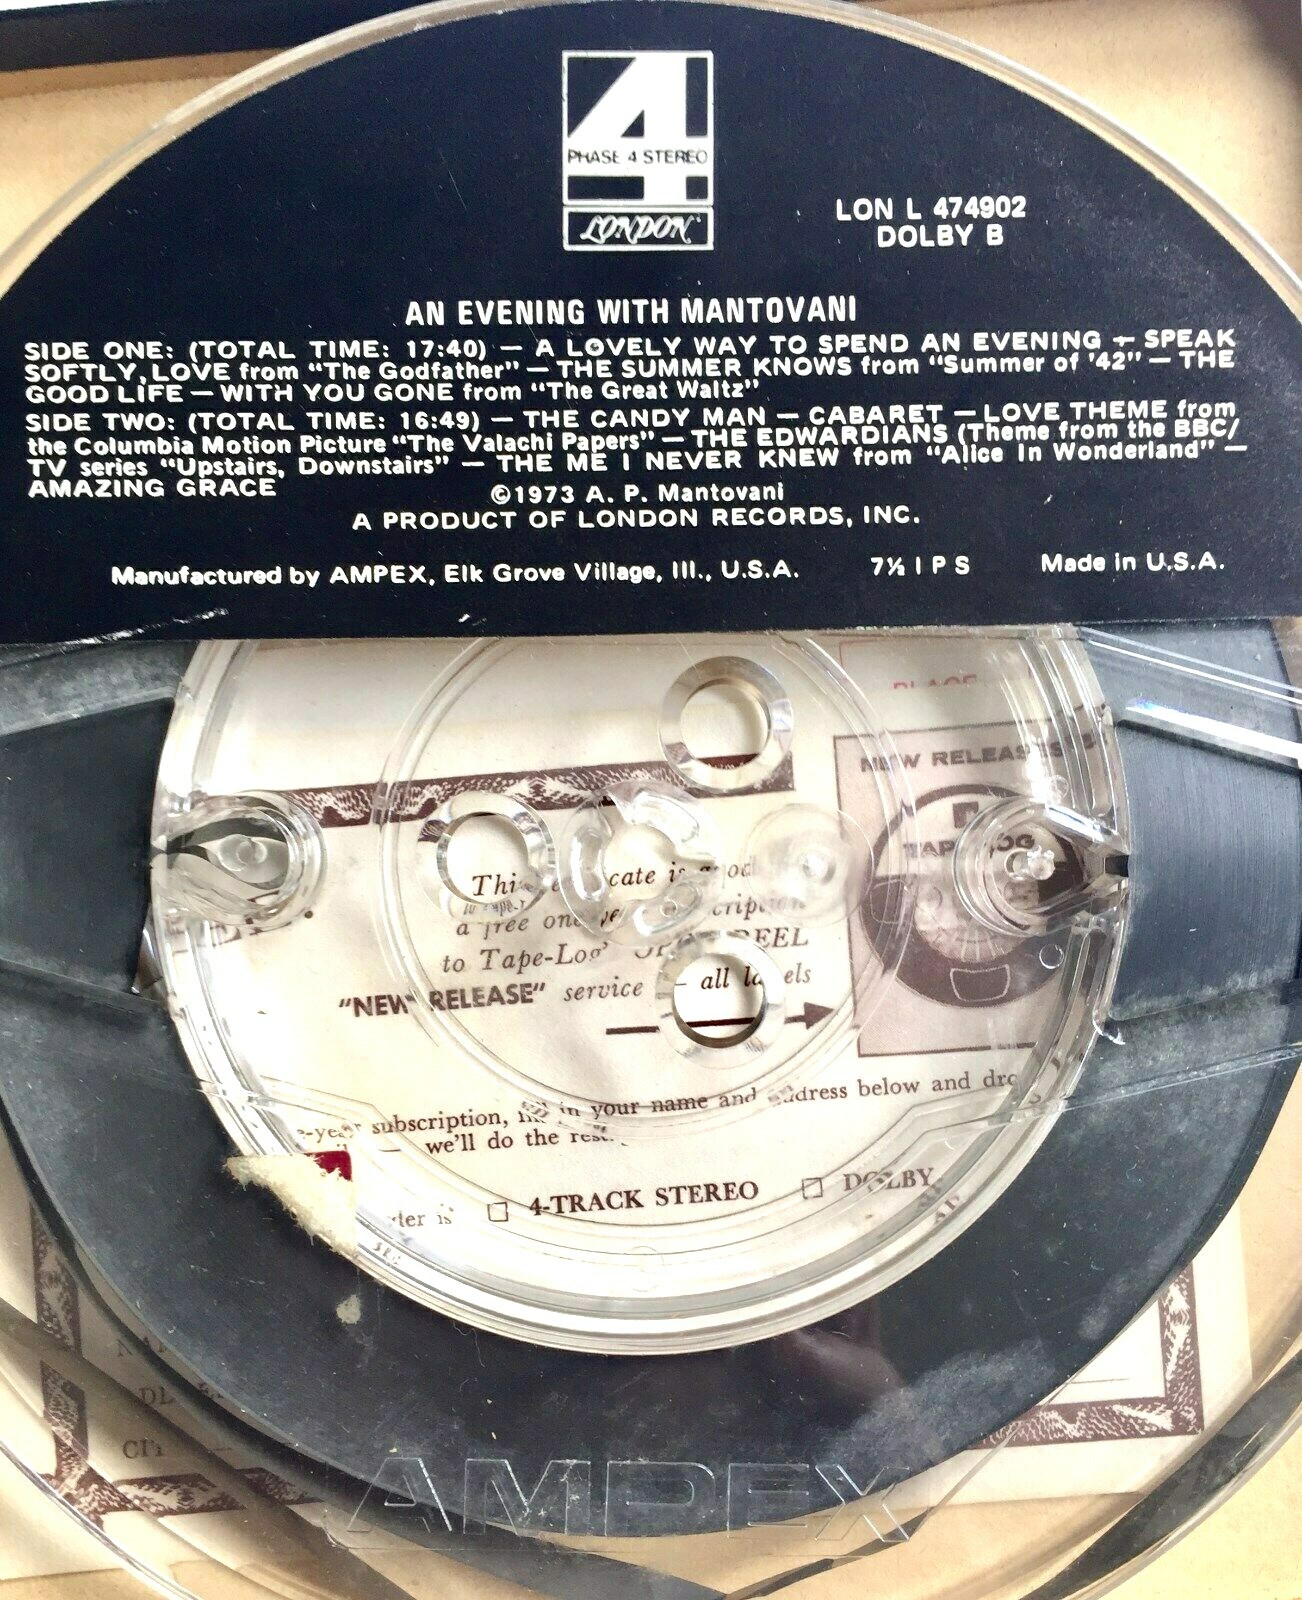 4
PHASE 4 STEREO
LONDON
LON L 474902
DOLBY B
AN EVENING WITH MANTOVANI
SIDE ONE: (TOTAL TIME: 17:40) — A LOVELY WAY TO SPEND AN EVENING — SPEAK
SOFTLY, LOVE from "The Godfather" — THE SUMMER KNOWS from "Summer of '42" — THE
GOOD LIFE — WITH YOU GONE from "The Great Waltz"
SIDE TWO: (TOTAL TIME: 16:49) — THE CANDY MAN — CABARET — LOVE THEME from
the Columbia Motion Picture "The Valachi Papers" — THE EDWARDIANS (Theme from the BBC/
TV series "Upstairs, Downstairs" — THE ME I NEVER KNEW from "Alice In Wonderland" —
AMAZING GRACE
©1973 A. P. Mantovani
A PRODUCT OF LONDON RECORDS, INC.
Manufactured by AMPEX, Elk Grove Village, Ill., U.S.A. 7½ I P S Made in U.S.A.
NEW RELEASES
This is
a free one
to Tape-Log' REEL
"NEW RELEASE" service — all
subscription, in your name and address below and
we'll do the
is □ 4-TRACK STEREO □ DOLBY
AMPEX